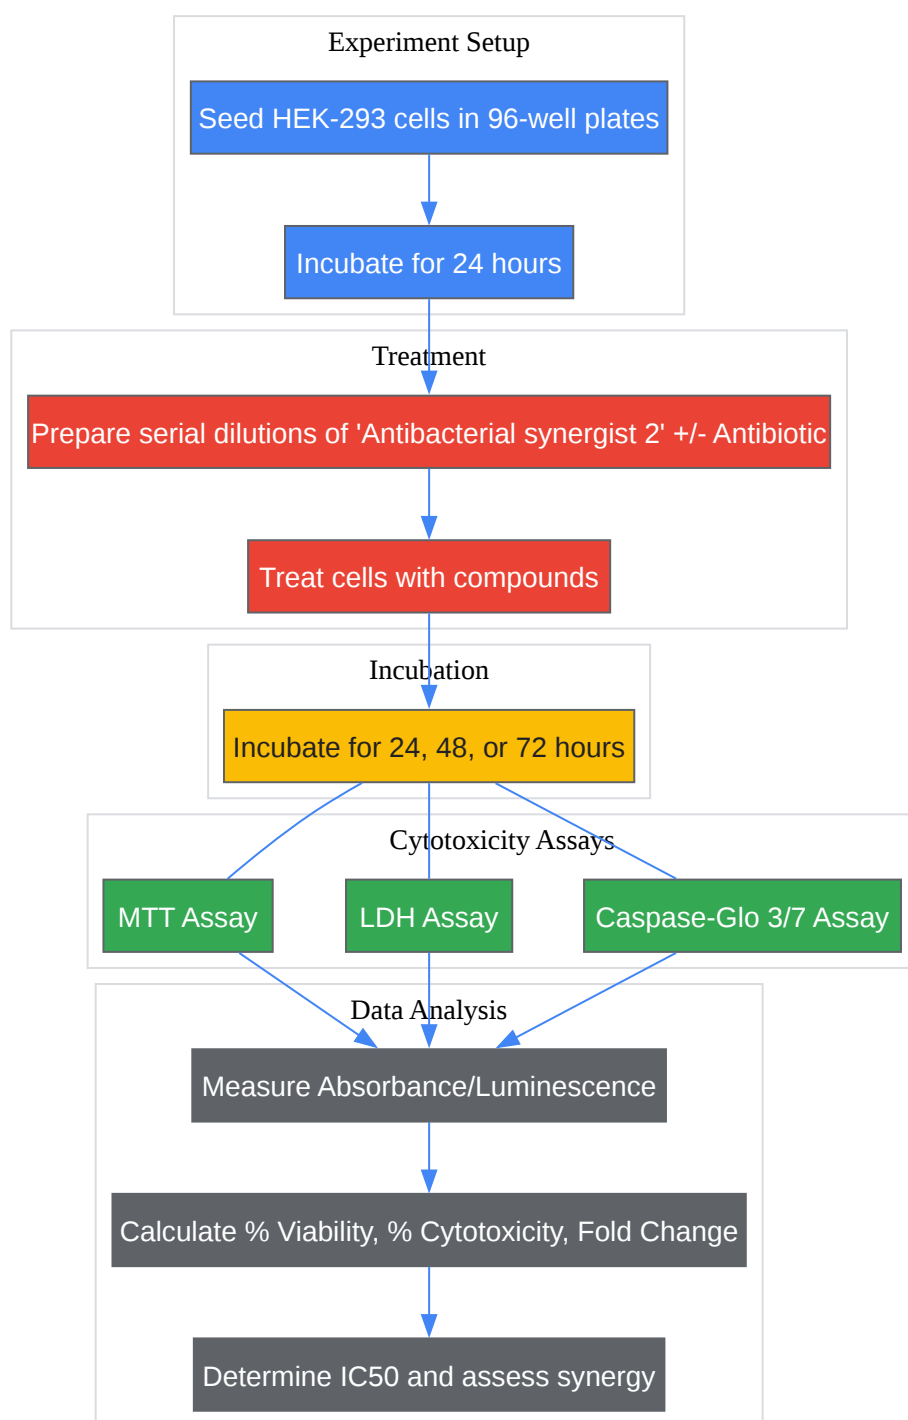 Experiment Setup
Seed HEK-293 cells in 96-well plates
Incubate for 24 hours
Treatment
Prepare serial dilutions of 'Antibacterial synergist 2' +/- Antibiotic
Treat cells with compounds
Incubation
Incubate for 24, 48, or 72 hours
Cytotoxicity Assays
MTT Assay
LDH Assay
Caspase-Glo 3/7 Assay
Data Analysis
Measure Absorbance/Luminescence
Calculate % Viability, % Cytotoxicity, Fold Change
Determine IC50 and assess synergy